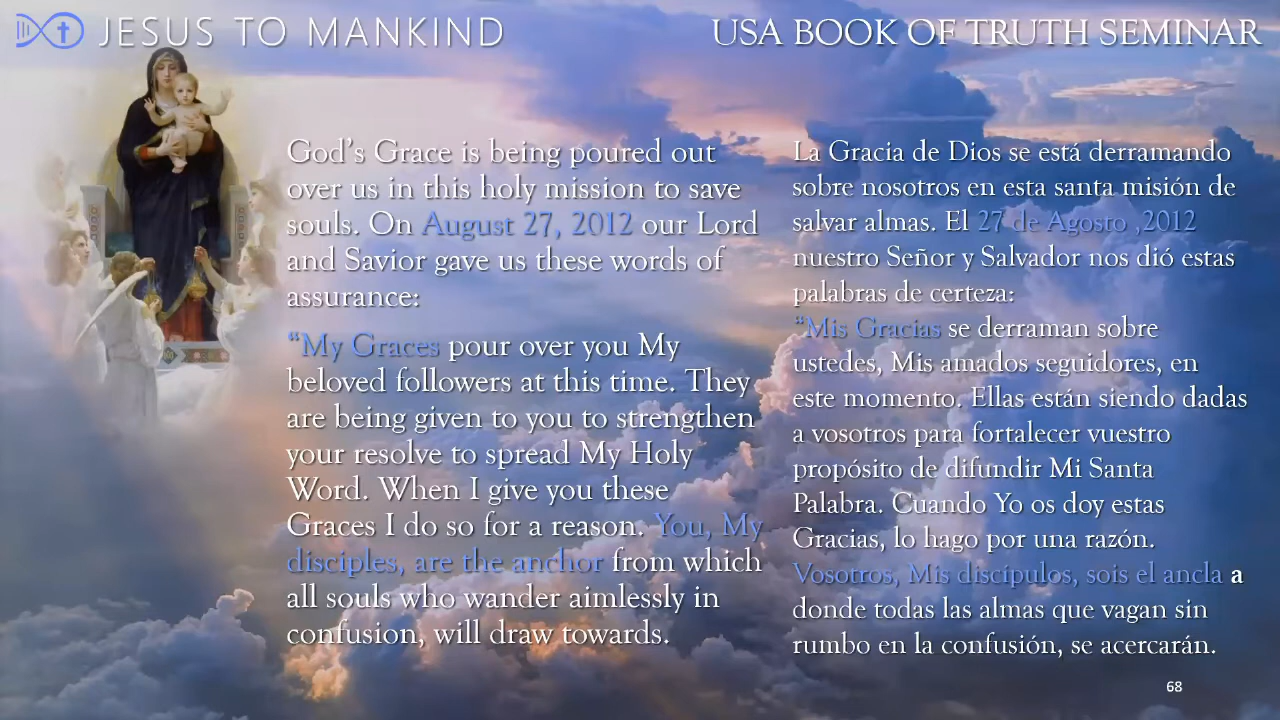 JESUS TO MANKIND
USA BOOK OF TRUTH SEMINAR
God’s Grace is being poured out
over us in this holy mission to save
souls. On August 27, 2012 our Lord
and Savior gave us these words of
assurance:
“My Graces pour over you My
beloved followers at this time. They
are being given to you to strengthen
your resolve to spread My Holy
Word. When I give you these
Graces I do so for a reason. You, My
disciples, are the anchor from which
all souls who wander aimlessly in
confusion, will draw towards.
La Gracia de Dios se está derramando
sobre nosotros en esta santa misión de
salvar almas. El 27 de Agosto ,2012
nuestro Señor y Salvador nos dió estas
palabras de certeza:
“Mis Gracias se derraman sobre
ustedes, Mis amados seguidores, en
este momento. Ellas están siendo dadas
a vosotros para fortalecer vuestro
propósito de difundir Mi Santa
Palabra. Cuando Yo os doy estas
Gracias, lo hago por una razón.
Vosotros, Mis discípulos, sois el ancla a
donde todas las almas que vagan sin
rumbo en la confusión, se acercarán.
68